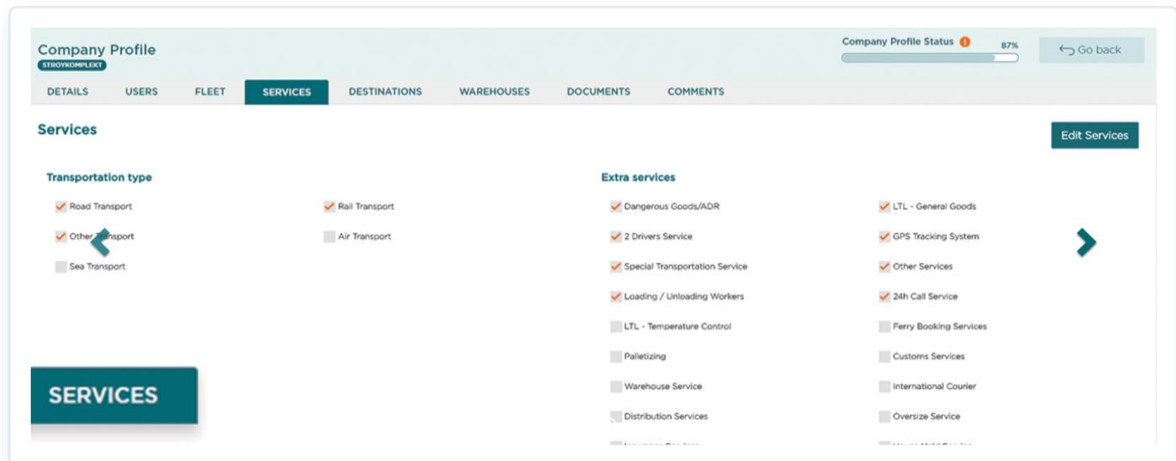 Company Profile
STROYKOMPLEKT
Company Profile Status
87%
Go back
DETAILS USERS FLEET SERVICES DESTINATIONS WAREHOUSES DOCUMENTS COMMENTS
Services
Edit Services
Transportation type
Road Transport
Rail Transport
Other Transport
Air Transport
Sea Transport
Extra services
Dangerous Goods/ADR
LTL - General Goods
2 Drivers Service
GPS Tracking System
Special Transportation Service
Other Services
Loading / Unloading Workers
24h Call Service
LTL - Temperature Control
Ferry Booking Services
Palletizing
Customs Services
Warehouse Service
International Courier
Distribution Services
Oversize Service
SERVICES